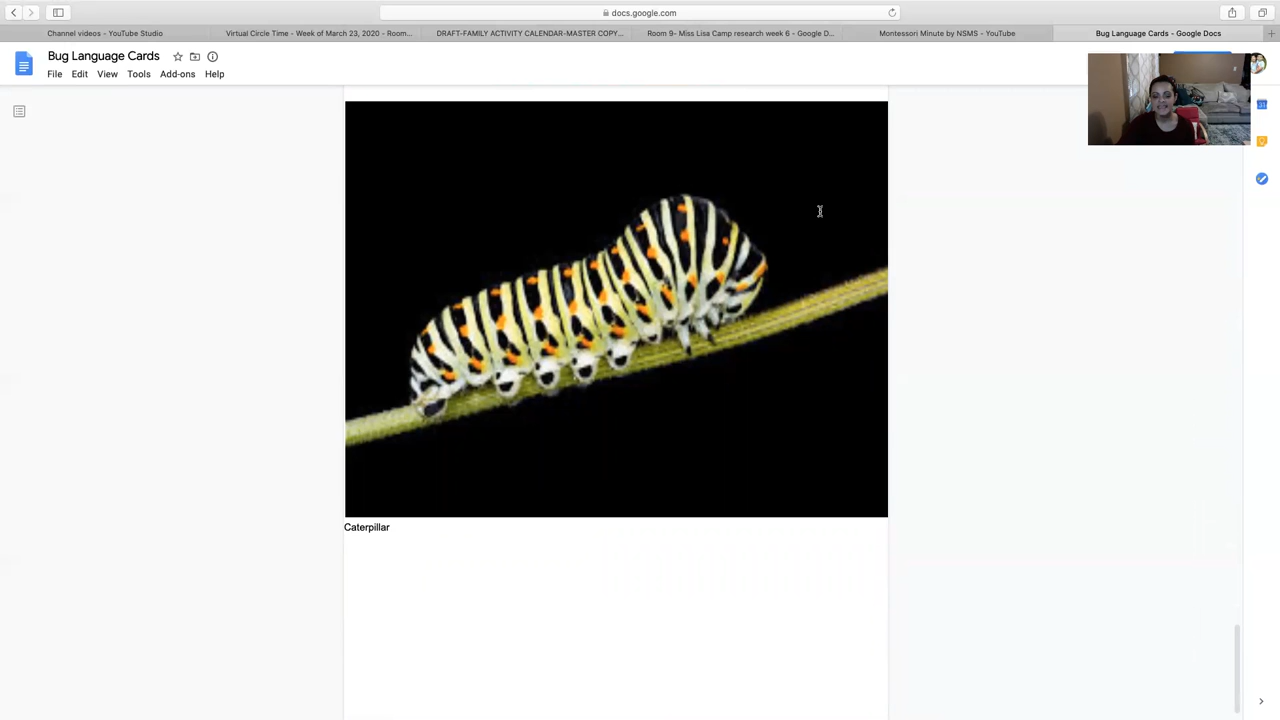 docs.google.com
Channel videos - YouTube Studio
Virtual Circle Time - Week of March 23, 2020 - Room...
DRAFT-FAMILY ACTIVITY CALENDAR-MASTER COPY...
Room 9- Miss Lisa Camp research week 6 - Google D...
Montessori Minute by NSMS - YouTube
Bug Language Cards - Google Docs
Bug Language Cards
File Edit View Tools Add-ons Help
Caterpillar